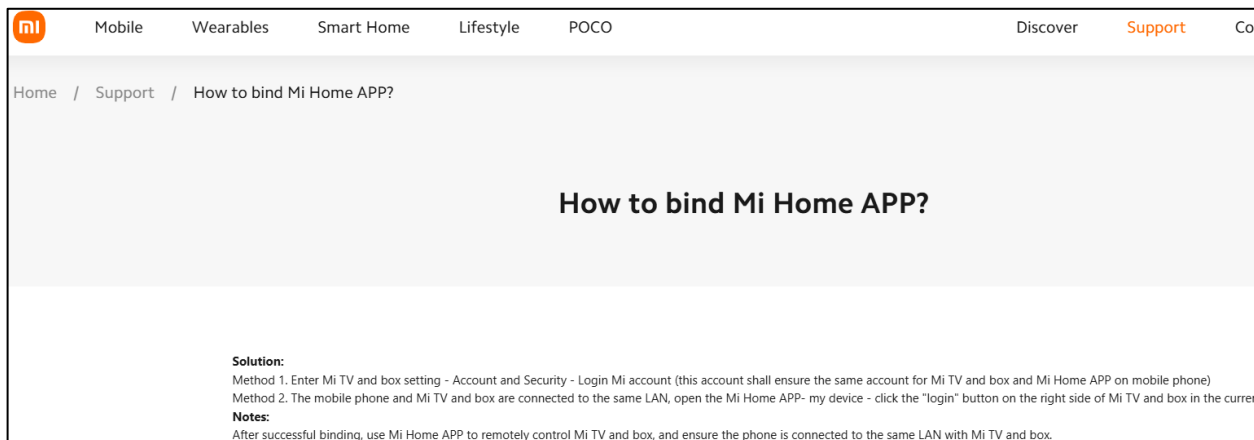 mi
Mobile Wearables Smart Home Lifestyle POCO Discover Support Co
Home / Support / How to bind Mi Home APP?
How to bind Mi Home APP?
Solution:
Method 1. Enter Mi TV and box setting - Account and Security - Login Mi account (this account shall ensure the same account for Mi TV and box and Mi Home APP on mobile phone)
Method 2. The mobile phone and Mi TV and box are connected to the same LAN, open the Mi Home APP- my device - click the "login" button on the right side of Mi TV and box in the curre
Notes:
After successful binding, use Mi Home APP to remotely control Mi TV and box, and ensure the phone is connected to the same LAN with Mi TV and box.